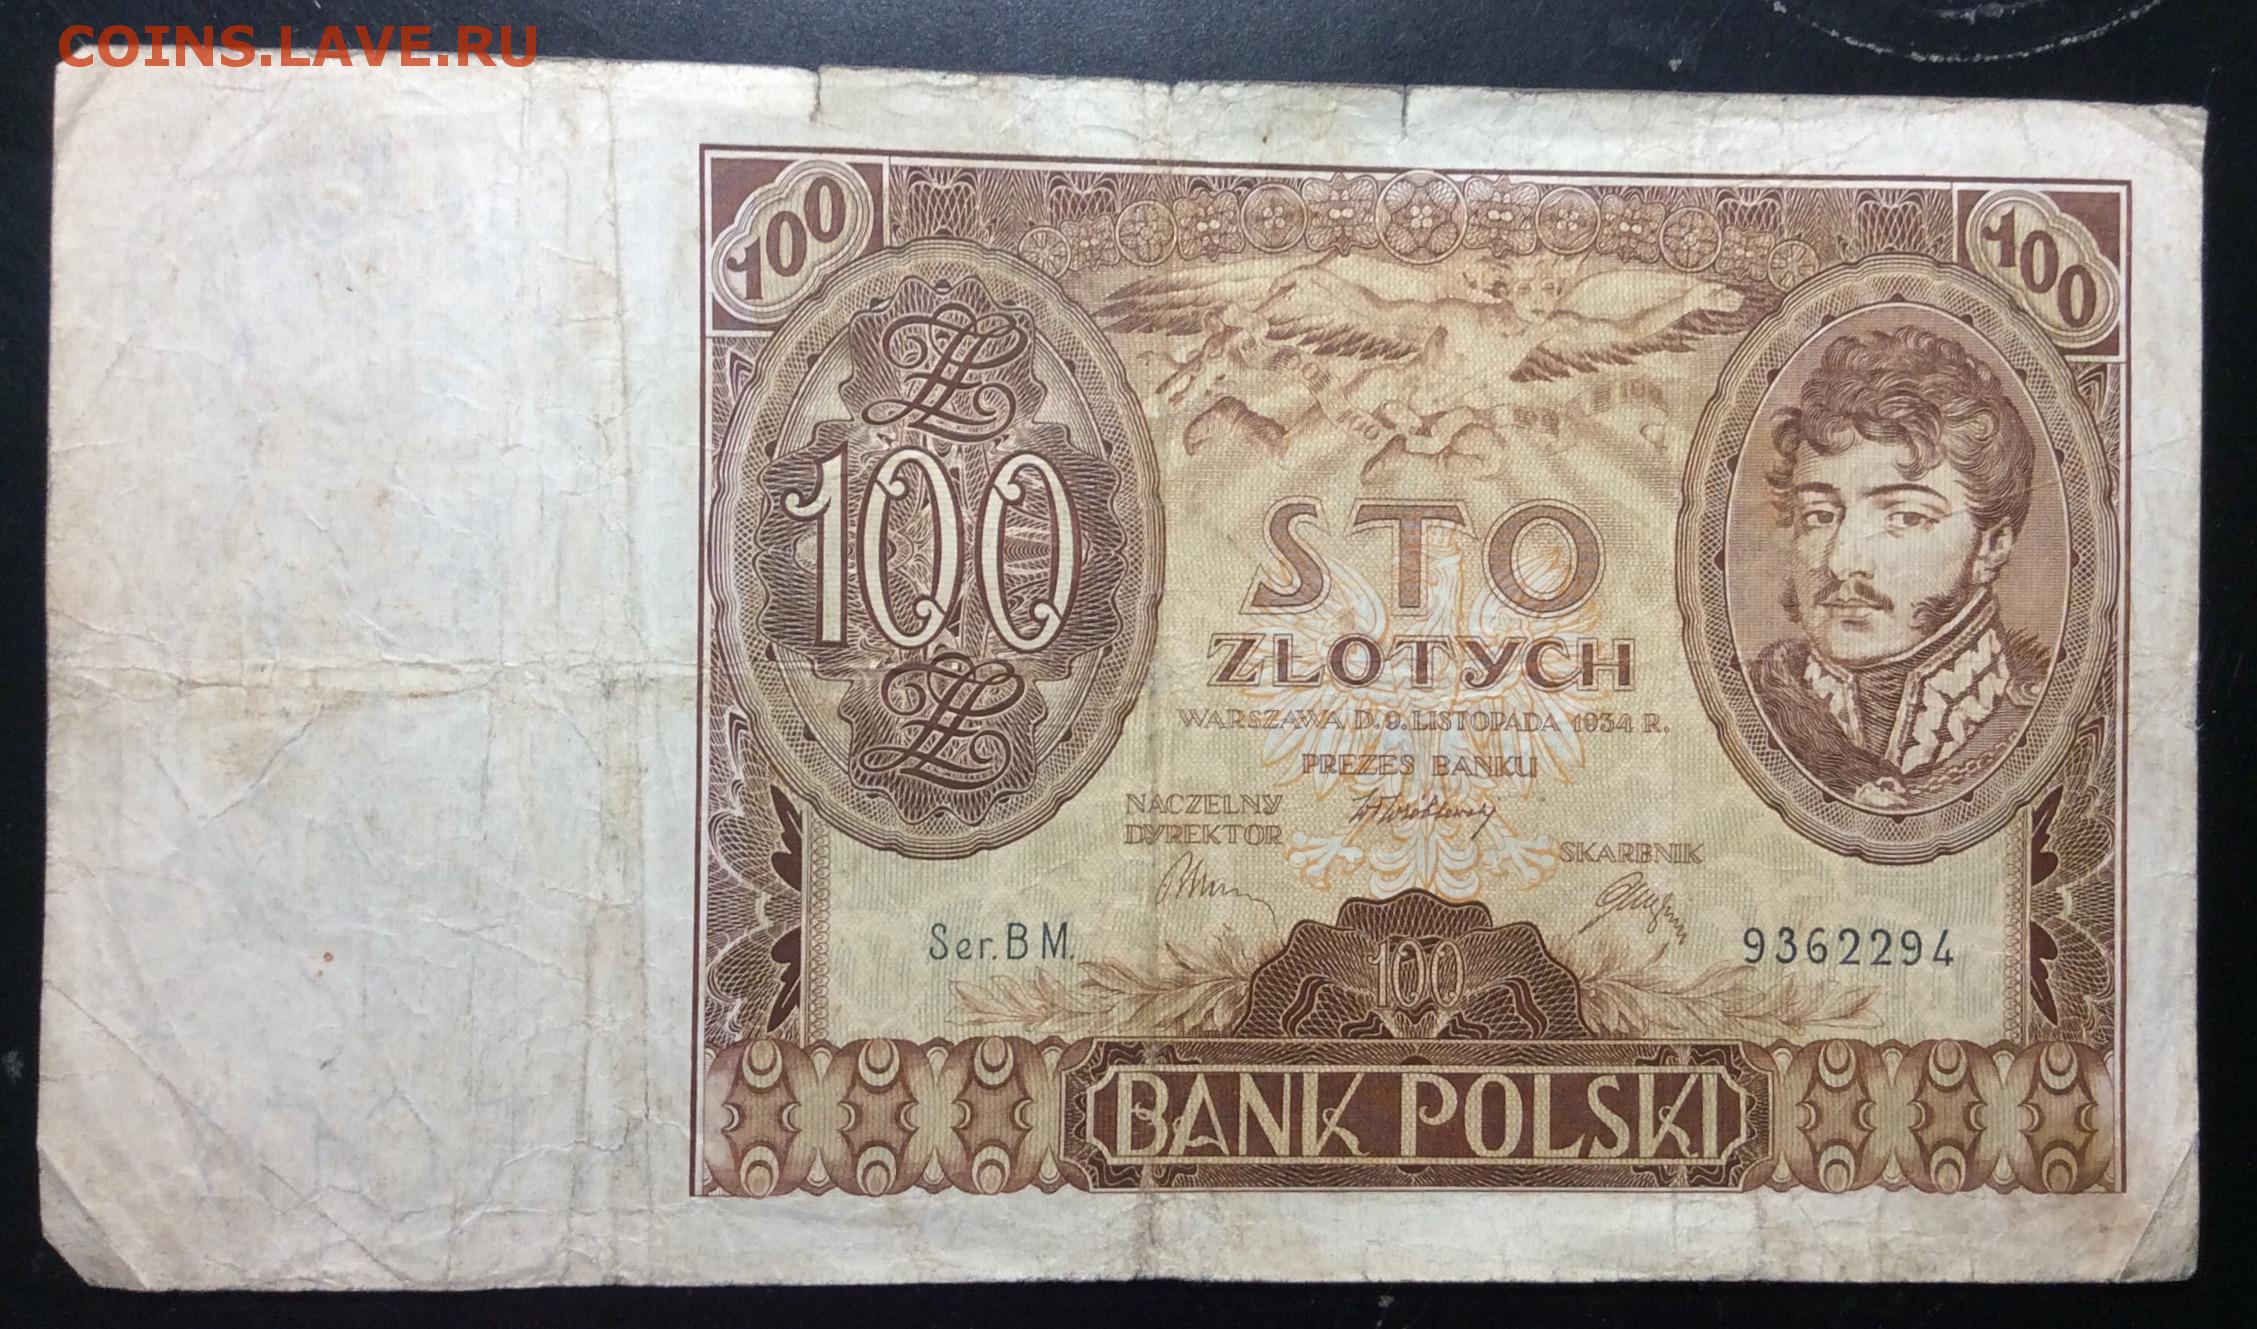 COINS.LAVE.RU
100
100
100
STO
ZŁOTYCH
WARSZAWA, D. 9. LISTOPADA 1934 R.
PREZES BANKU
NACZELNY
DYREKTOR
SKARBNIK
Ser. B M.
9362294
100
BANK POLSKI